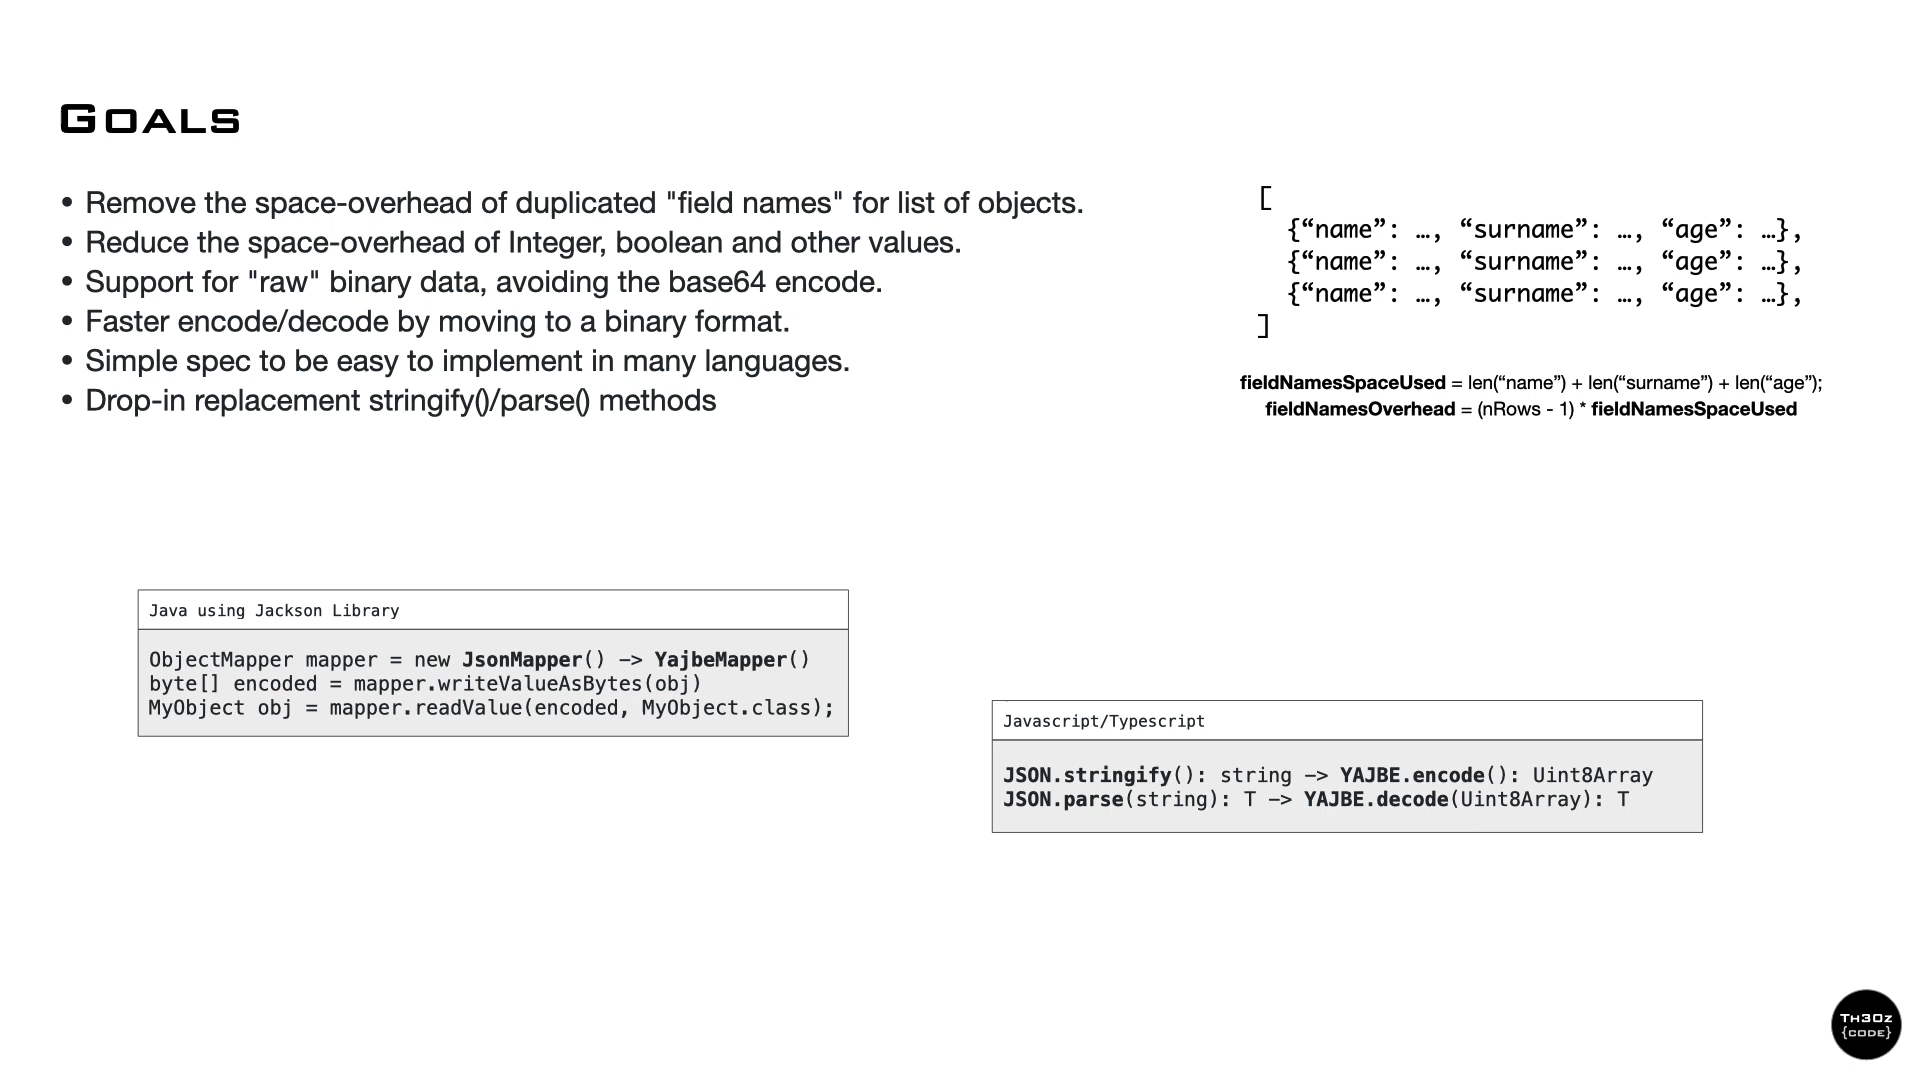 GOALS
• Remove the space-overhead of duplicated "field names" for list of objects.
• Reduce the space-overhead of Integer, boolean and other values.
• Support for "raw" binary data, avoiding the base64 encode.
• Faster encode/decode by moving to a binary format.
• Simple spec to be easy to implement in many languages.
• Drop-in replacement stringify()/parse() methods
[
{“name”: …, “surname”: …, “age”: …},
{“name”: …, “surname”: …, “age”: …},
{“name”: …, “surname”: …, “age”: …},
]
fieldNamesSpaceUsed = len(“name”) + len(“surname”) + len(“age”);
fieldNamesOverhead = (nRows - 1) * fieldNamesSpaceUsed
Java using Jackson Library
ObjectMapper mapper = new JsonMapper() –> YajbeMapper()
byte[] encoded = mapper.writeValueAsBytes(obj)
MyObject obj = mapper.readValue(encoded, MyObject.class);
Javascript/Typescript
JSON.stringify(): string –> YAJBE.encode(): Uint8Array
JSON.parse(string): T –> YAJBE.decode(Uint8Array): T
TH30Z
{CODE}